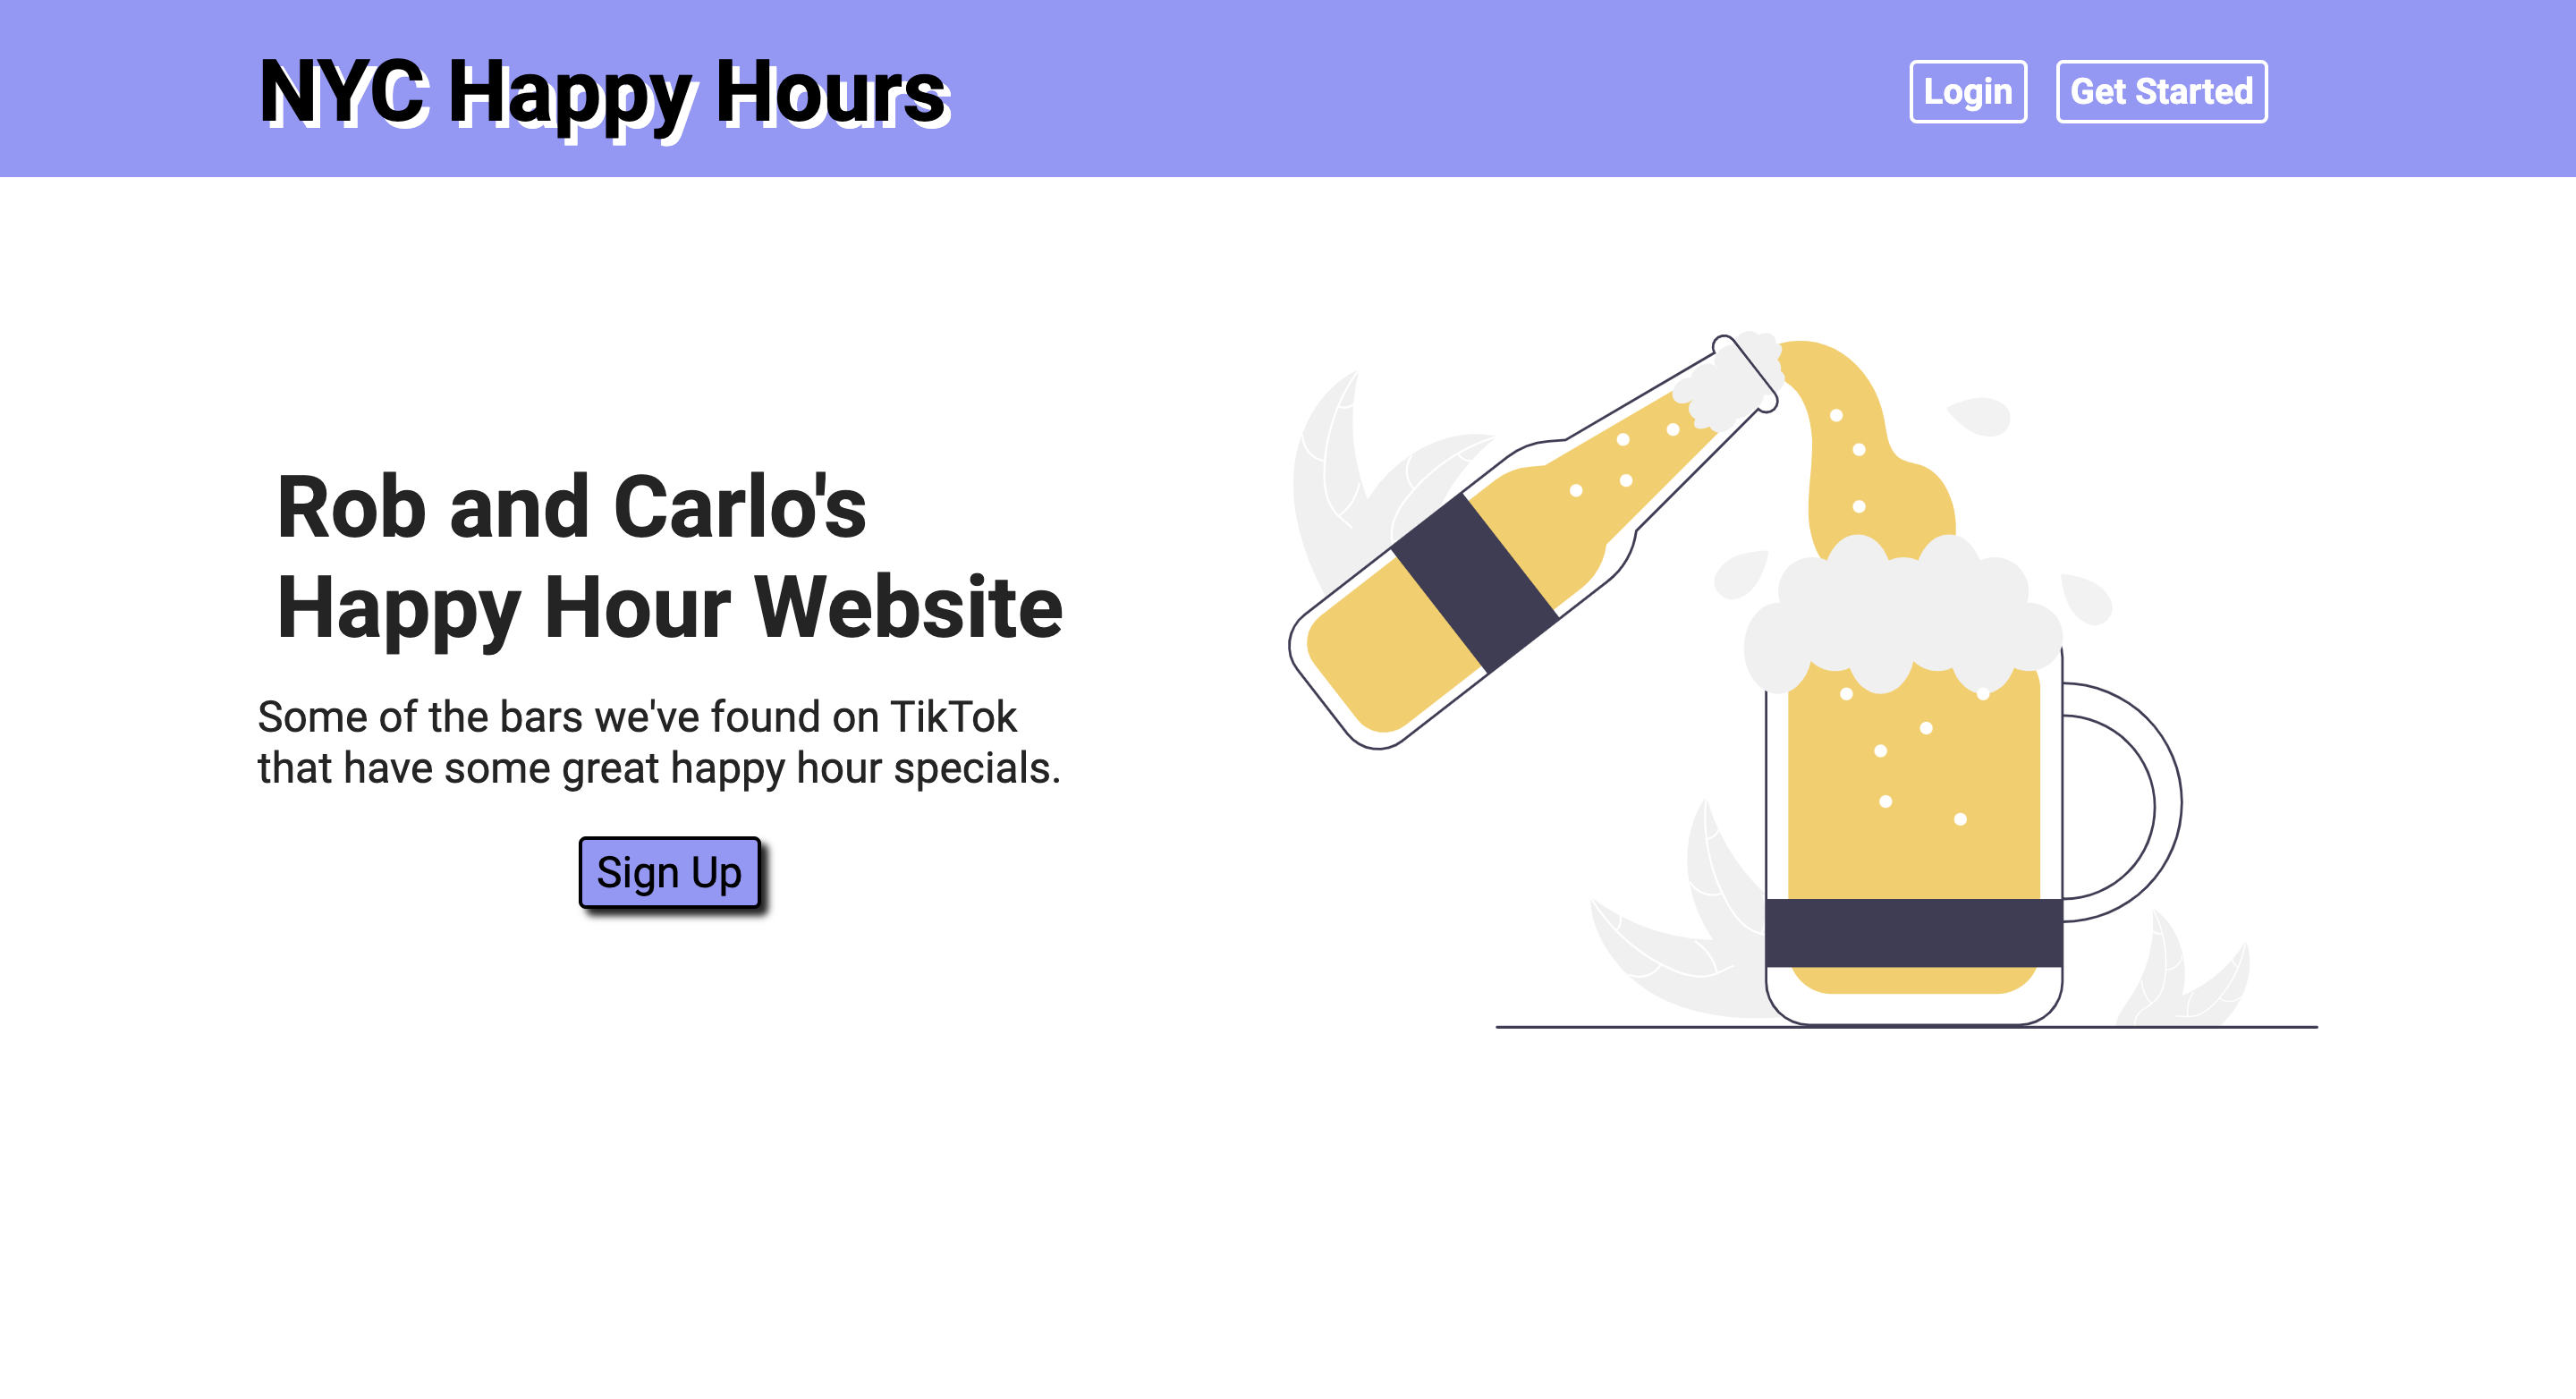 NYC Happy Hours
Login
Get Started
Rob and Carlo's
Happy Hour Website
Some of the bars we've found on TikTok
that have some great happy hour specials.
Sign Up